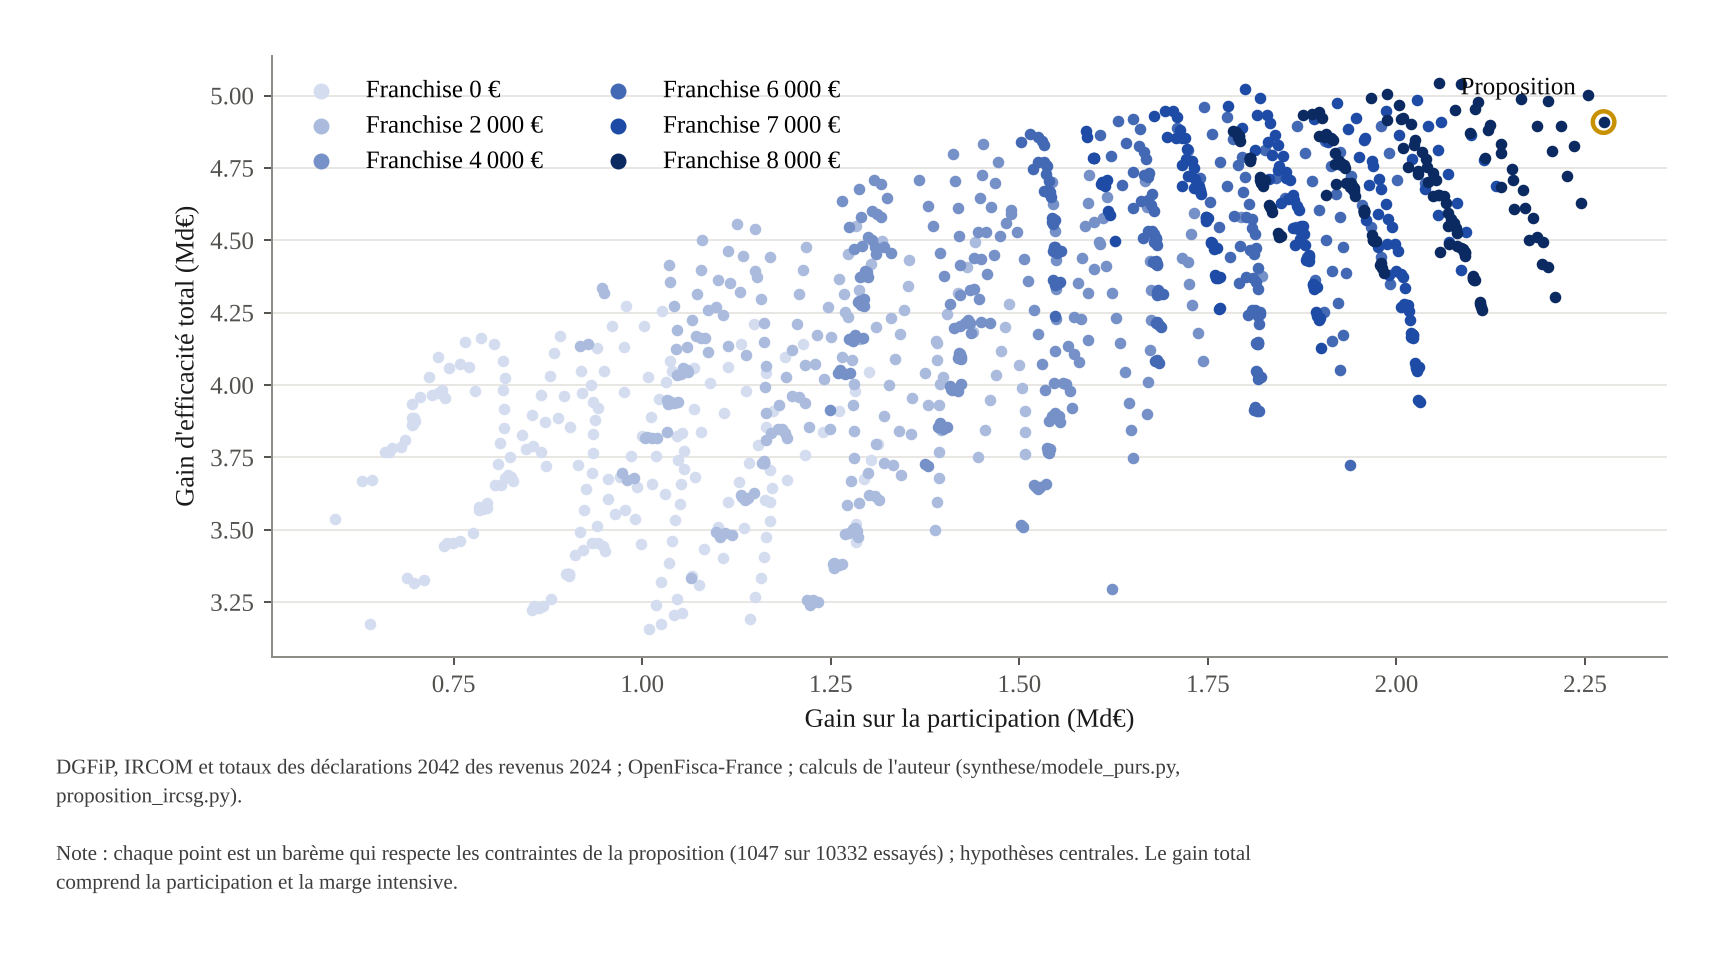 Franchise 0 €
Franchise 2 000 €
Franchise 4 000 €
Franchise 6 000 €
Franchise 7 000 €
Franchise 8 000 €
Proposition
Gain d'efficacité total (Md€)
5.00
4.75
4.50
4.25
4.00
3.75
3.50
3.25
0.75 1.00 1.25 1.50 1.75 2.00 2.25
Gain sur la participation (Md€)
DGFiP, IRCOM et totaux des déclarations 2042 des revenus 2024 ; OpenFisca-France ; calculs de l'auteur (synthese/modele_purs.py,
proposition_ircsg.py).
Note : chaque point est un barème qui respecte les contraintes de la proposition (1047 sur 10332 essayés) ; hypothèses centrales. Le gain total
comprend la participation et la marge intensive.